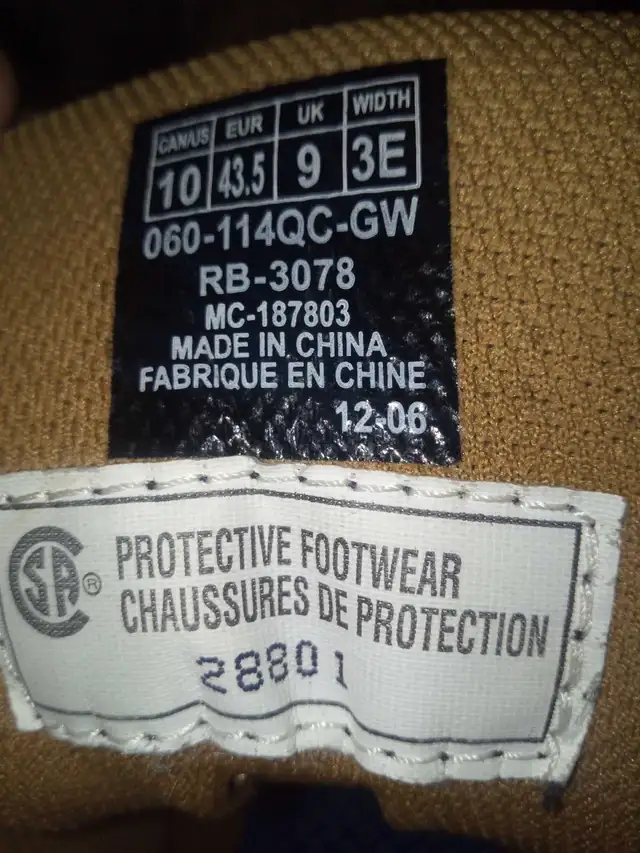 CAN/US EUR UK WIDTH
10 43.5 9 3E
060-114QC-GW
RB-3078
MC-187803
MADE IN CHINA
FABRIQUE EN CHINE
12-06
CSA ® PROTECTIVE FOOTWEAR
CHAUSSURES DE PROTECTION
28801